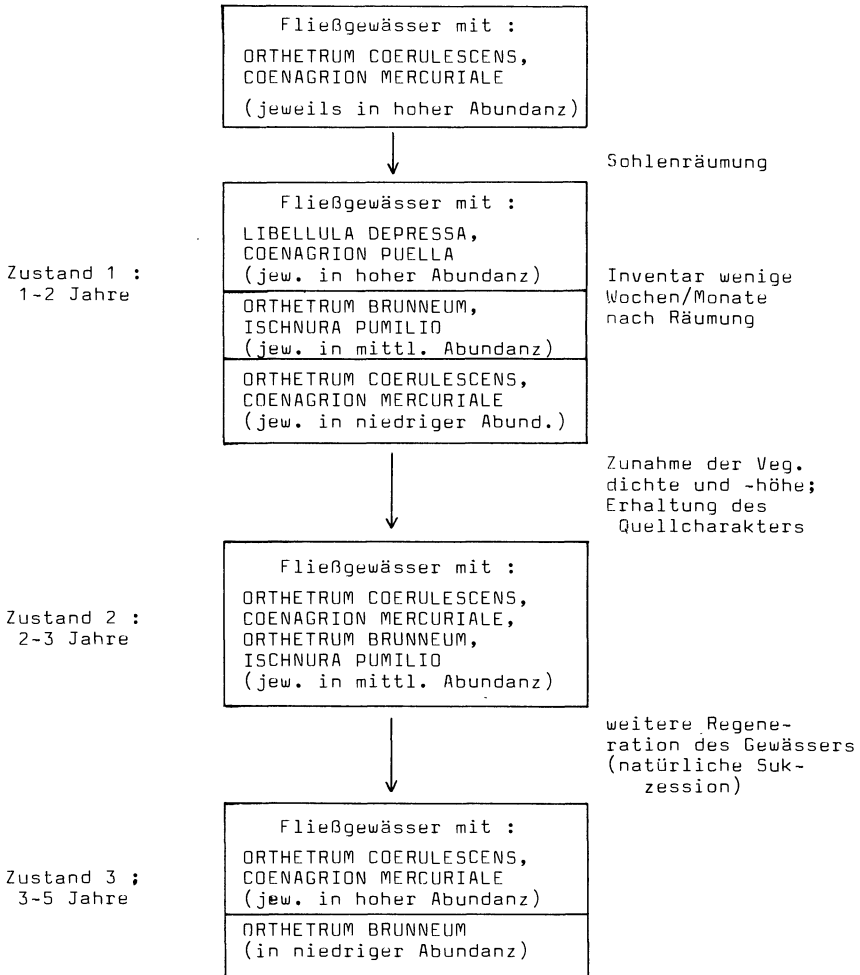 Fließgewässer mit :
ORTHETRUM COERULESCENS,
COENAGRION MERCURIALE
(jeweils in hoher Abundanz)
Sohlenräumung
Zustand 1 :
1-2 Jahre
Fließgewässer mit :
LIBELLULA DEPRESSA,
COENAGRION PUELLA
(jew. in hoher Abundanz)
ORTHETRUM BRUNNEUM,
ISCHNURA PUMILIO
(jew. in mittl. Abundanz)
ORTHETRUM COERULESCENS,
COENAGRION MERCURIALE
(jew. in niedriger Abund.)
Inventar wenige
Wochen/Monate
nach Räumung
Zunahme der Veg.
dichte und -höhe;
Erhaltung des
Quellcharakters
Zustand 2 :
2-3 Jahre
Fließgewässer mit :
ORTHETRUM COERULESCENS,
COENAGRION MERCURIALE,
ORTHETRUM BRUNNEUM,
ISCHNURA PUMILIO
(jew. in mittl. Abundanz)
weitere Regene-
ration des Gewässers
(natürliche Suk-
zession)
Zustand 3 ;
3-5 Jahre
Fließgewässer mit :
ORTHETRUM COERULESCENS,
COENAGRION MERCURIALE
(jew. in hoher Abundanz)
ORTHETRUM BRUNNEUM
(in niedriger Abundanz)